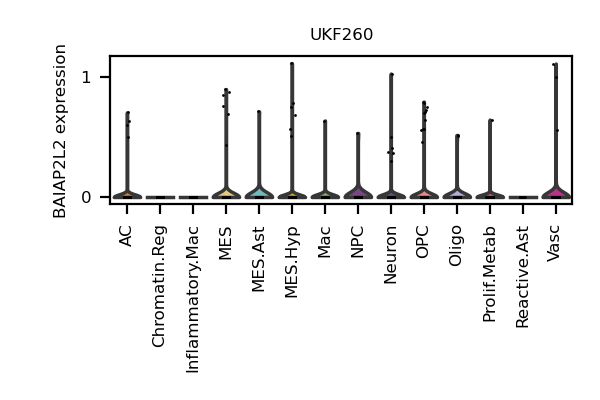 UKF260
BAIAP2L2 expression
1
0
AC
Chromatin.Reg
Inflammatory.Mac
MES
MES.Ast
MES.Hyp
Mac
NPC
Neuron
OPC
Oligo
Prolif.Metab
Reactive.Ast
Vasc